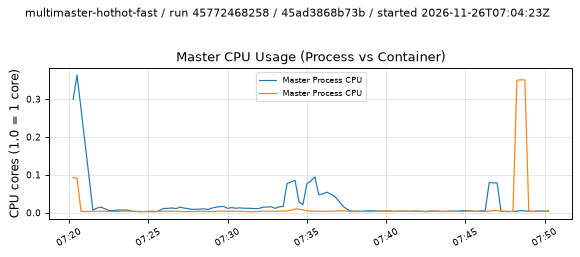 multimaster-hothot-fast / run 45772468258 / 45ad3868b73b / started 2026-11-26T07:04:23Z
Master CPU Usage (Process vs Container)
Master Process CPU
Master Process CPU
CPU cores (1.0 = 1 core)
0.3
0.2
0.1
0.0
07:20
07:25
07:30
07:35
07:40
07:45
07:50